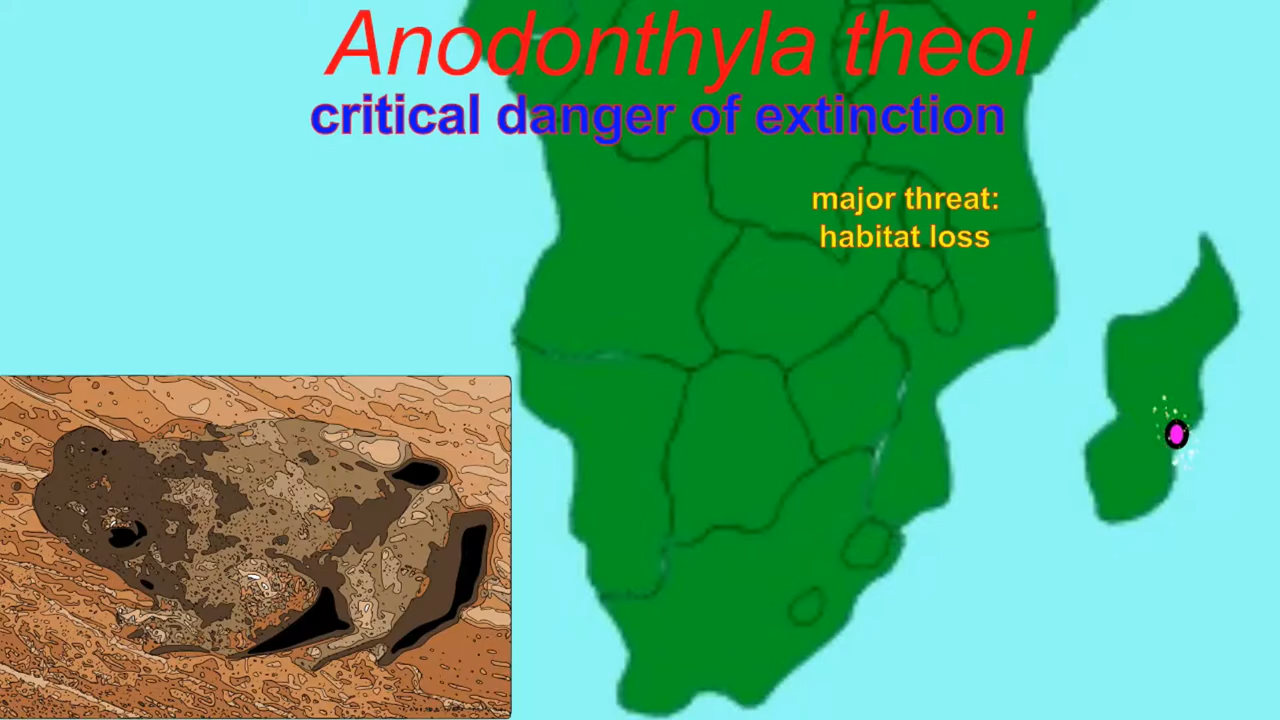 Anodonthyla theoi
critical danger of extinction
major threat:
habitat loss